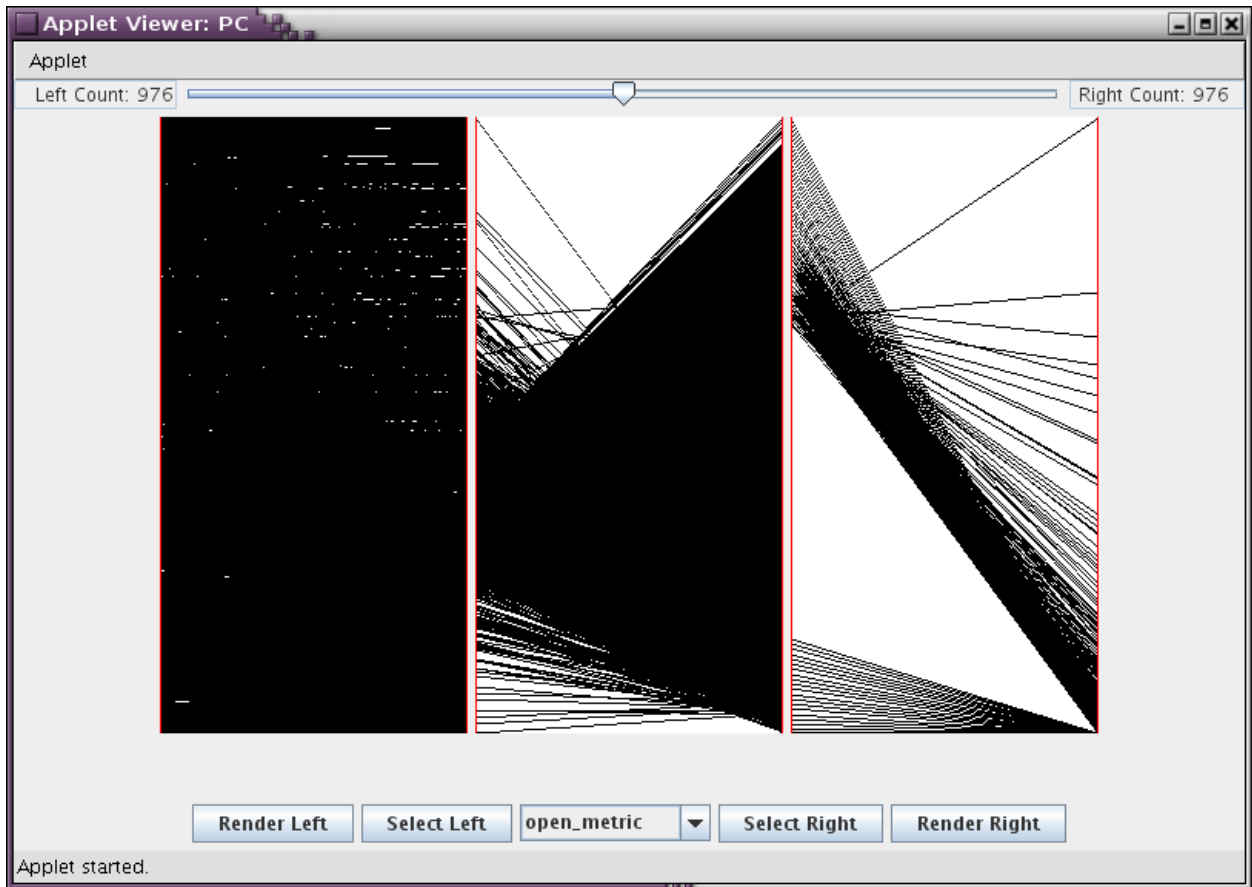 Applet Viewer: PC
Applet
Left Count: 976
Right Count: 976
Render Left
Select Left
open_metric
Select Right
Render Right
Applet started.